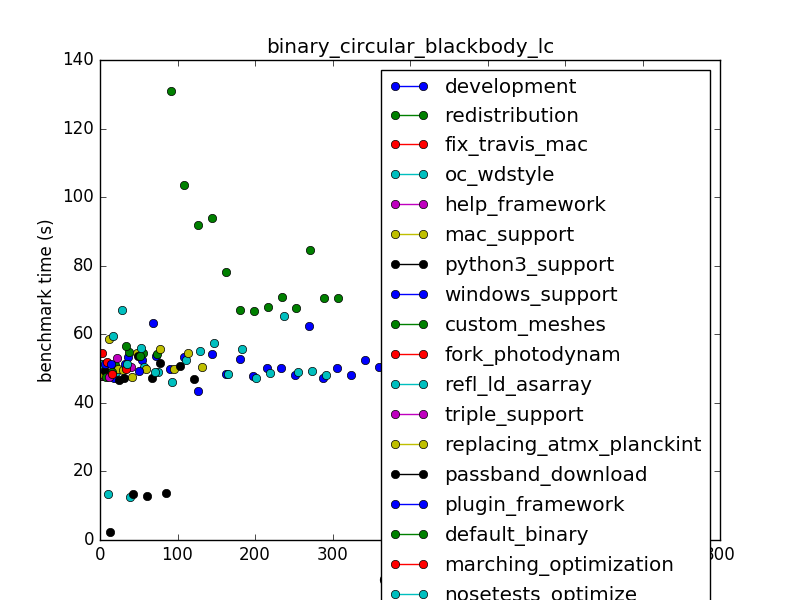 binary_circular_blackbody_lc
140
120
100
80
60
40
20
0
benchmark time (s)
0
100
200
300
development
redistribution
fix_travis_mac
oc_wdstyle
help_framework
mac_support
python3_support
windows_support
custom_meshes
fork_photodynam
refl_ld_asarray
triple_support
replacing_atmx_planckint
passband_download
plugin_framework
default_binary
marching_optimization
nosetests_optimize